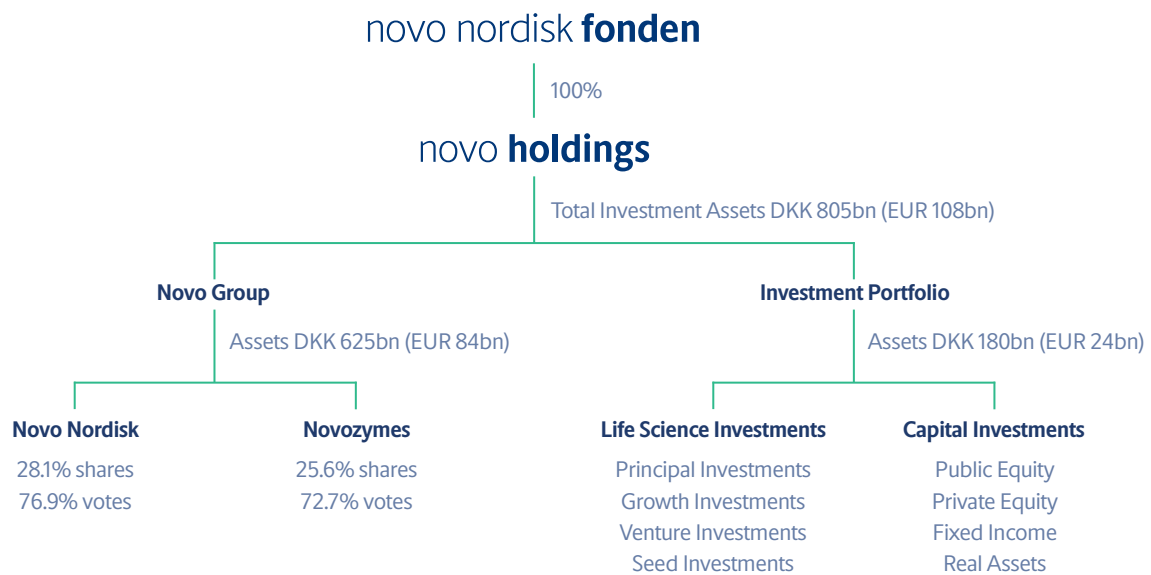 novo nordisk fonden
100%
novo holdings
Total Investment Assets DKK 805bn (EUR 108bn)
Novo Group
Investment Portfolio
Assets DKK 625bn (EUR 84bn)
Assets DKK 180bn (EUR 24bn)
Novo Nordisk
28.1% shares
76.9% votes
Novozymes
25.6% shares
72.7% votes
Life Science Investments
Principal Investments
Growth Investments
Venture Investments
Seed Investments
Capital Investments
Public Equity
Private Equity
Fixed Income
Real Assets